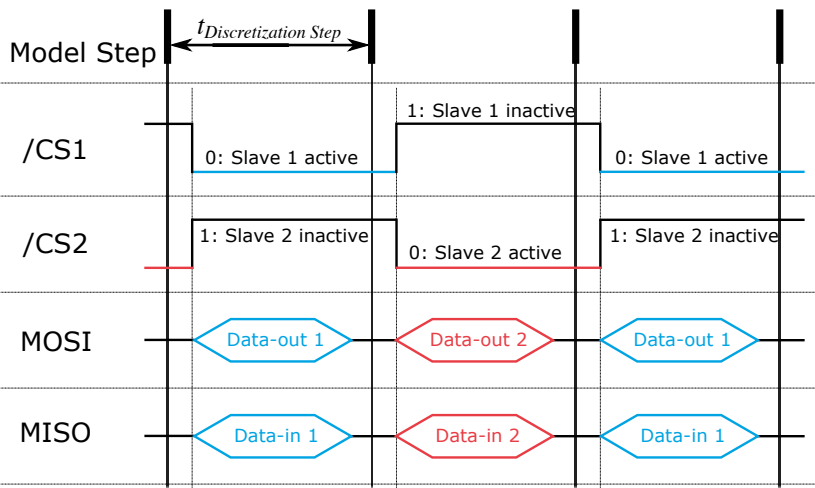 t Discretization Step
Model Step
1: Slave 1 inactive
/CS1
0: Slave 1 active
0: Slave 1 active
/CS2
1: Slave 2 inactive
0: Slave 2 active
1: Slave 2 inactive
MOSI
Data-out 1
Data-out 2
Data-out 1
MISO
Data-in 1
Data-in 2
Data-in 1